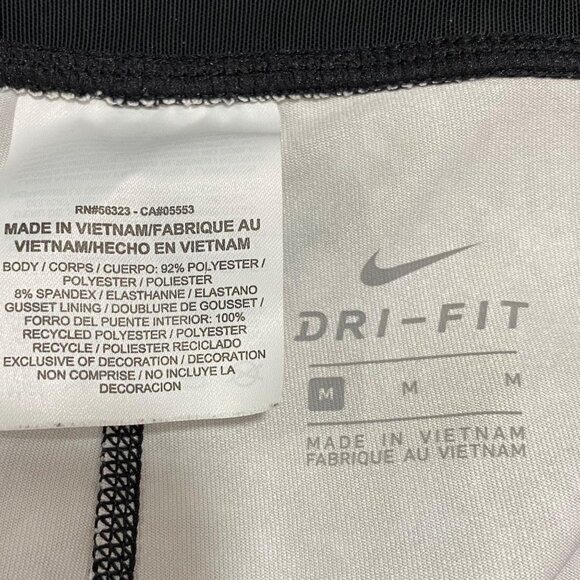 RN#56323 - CA#05553
MADE IN VIETNAM/FABRIQUE AU
VIETNAM/HECHO EN VIETNAM
BODY / CORPS / CUERPO: 92% POLYESTER /
POLYESTER / POLIESTER
8% SPANDEX / ELASTHANNE / ELASTANO
GUSSET LINING / DOUBLURE DE GOUSSET /
FORRO DEL PUENTE INTERIOR: 100%
RECYCLED POLYESTER / POLYESTER
RECYCLE / POLIESTER RECICLADO
EXCLUSIVE OF DECORATION / DECORATION
NON COMPRISE / NO INCLUYE LA
DECORACION
DRI-FIT
M M M
MADE IN VIETNAM
FABRIQUE AU VIETNAM